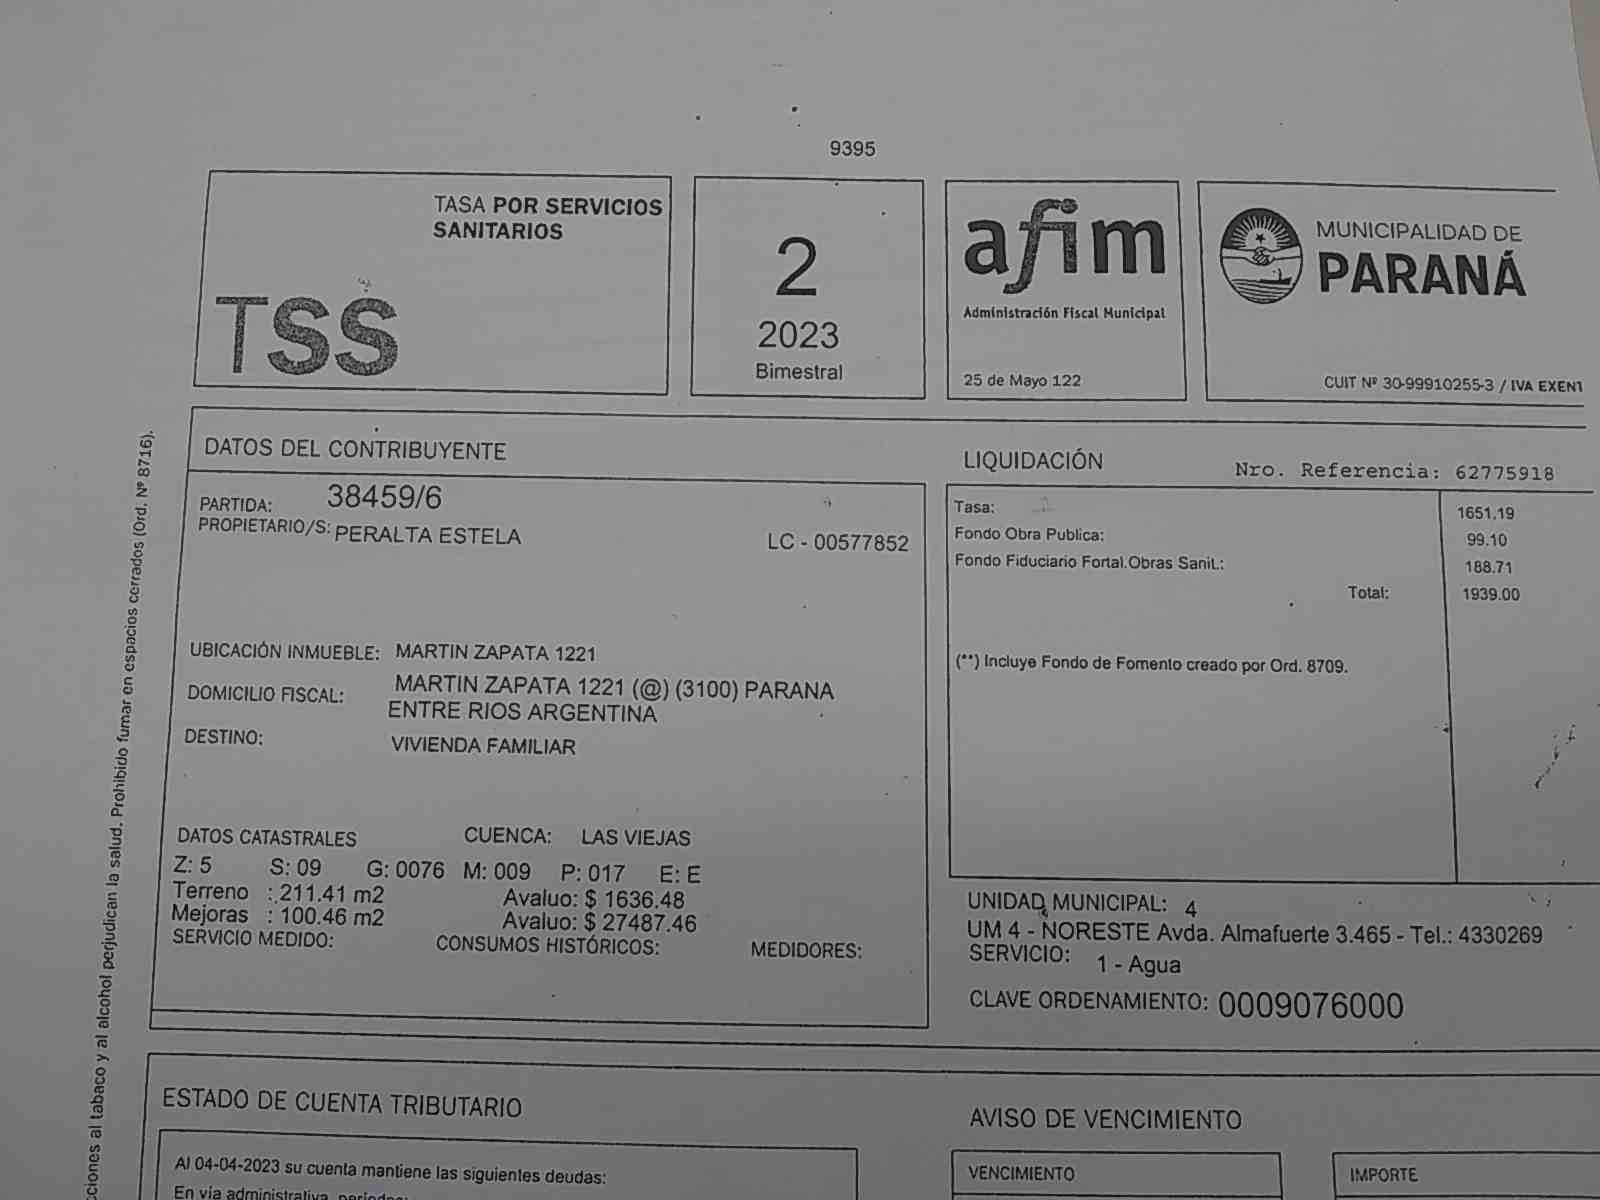 9395
TASA POR SERVICIOS
SANITARIOS
TSS
2
2023
Bimestral
afim
Administración Fiscal Municipal
25 de Mayo 122
MUNICIPALIDAD DE
PARANÁ
CUIT Nº 30-99910255-3 / IVA EXENT
DATOS DEL CONTRIBUYENTE
PARTIDA: 38459/6
PROPIETARIO/S: PERALTA ESTELA LC - 00577852
UBICACIÓN INMUEBLE: MARTIN ZAPATA 1221
DOMICILIO FISCAL: MARTIN ZAPATA 1221 (@) (3100) PARANA
ENTRE RIOS ARGENTINA
DESTINO: VIVIENDA FAMILIAR
DATOS CATASTRALES CUENCA: LAS VIEJAS
Z: 5 S: 09 G: 0076 M: 009 P: 017 E: E
Terreno : 211.41 m2 Avaluo: $ 1636.48
Mejoras : 100.46 m2 Avaluo: $ 27487.46
SERVICIO MEDIDO: CONSUMOS HISTÓRICOS: MEDIDORES:
LIQUIDACIÓN Nro. Referencia: 62775918
Tasa: 1651.19
Fondo Obra Publica: 99.10
Fondo Fiduciario Fortal.Obras Sanit.: 188.71
Total: 1939.00
(**) Incluye Fondo de Fomento creado por Ord. 8709.
UNIDAD MUNICIPAL: 4
UM 4 - NORESTE Avda. Almafuerte 3.465 - Tel.: 4330269
SERVICIO: 1 - Agua
CLAVE ORDENAMIENTO: 0009076000
ESTADO DE CUENTA TRIBUTARIO
Al 04-04-2023 su cuenta mantiene las siguientes deudas:
En via administrativa, periodos:
AVISO DE VENCIMIENTO
VENCIMIENTO IMPORTE
cciones al tabaco y al alcohol perjudican la salud. Prohibido fumar en espacios cerrados (Ord. Nº 8716).